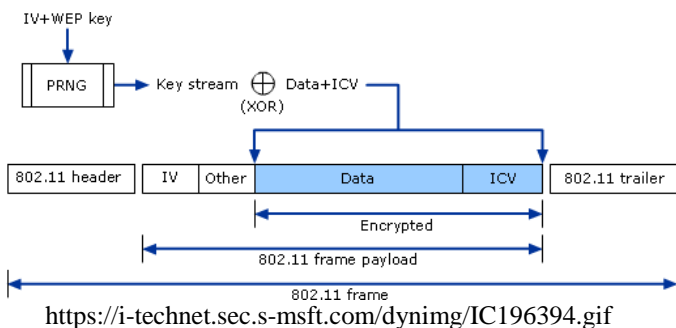 IV+WEP key
PRNG
Key stream
Data+ICV
(XOR)
802.11 header
IV
Other
Data
ICV
802.11 trailer
Encrypted
802.11 frame payload
802.11 frame
https://i-technet.sec.s-msft.com/dynimg/IC196394.gif